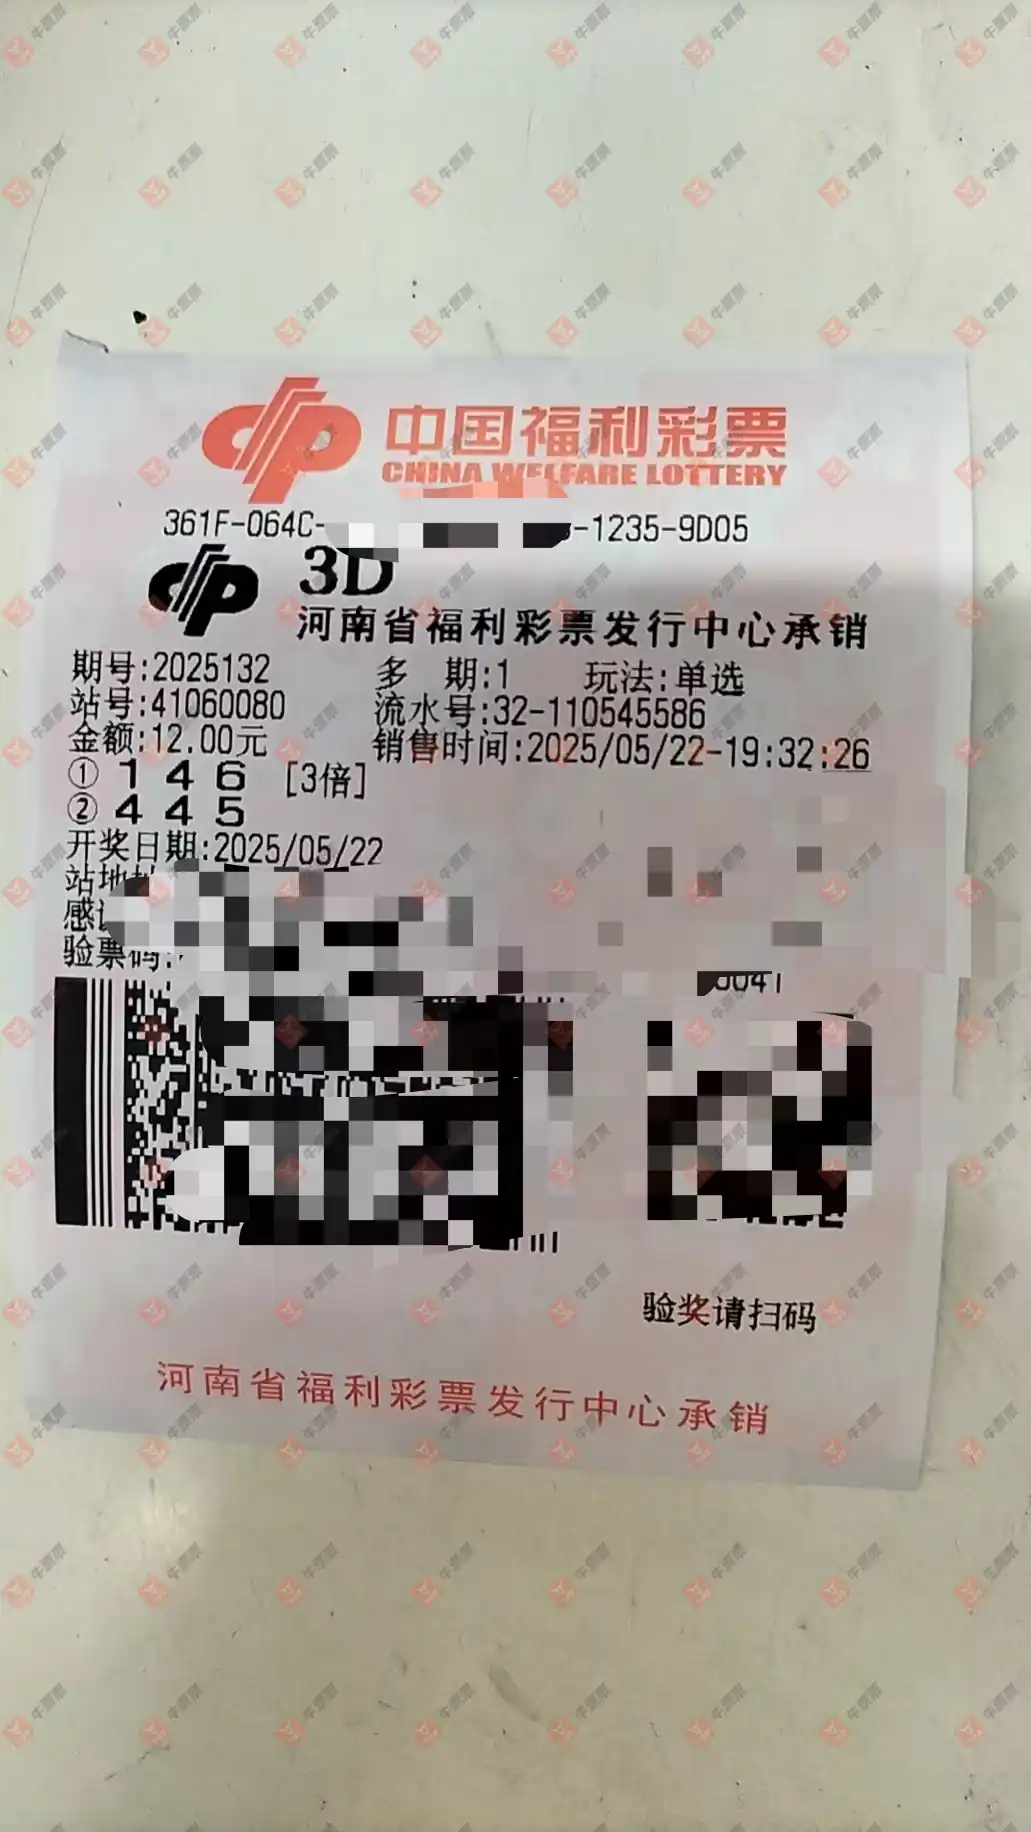 中国福利彩票
CHINA WELFARE LOTTERY
361F-064C- -1235-9D05
3D
河南省福利彩票发行中心承销
期号:2025132 多 期:1 玩法:单选
站号:41060080 流水号:32-110545586
金额:12.00元 销售时间:2025/05/22-19:32:26
① 1 4 6 [3倍]
② 4 4 5
开奖日期:2025/05/22
站地
验票码:
验奖请扫码
河南省福利彩票发行中心承销